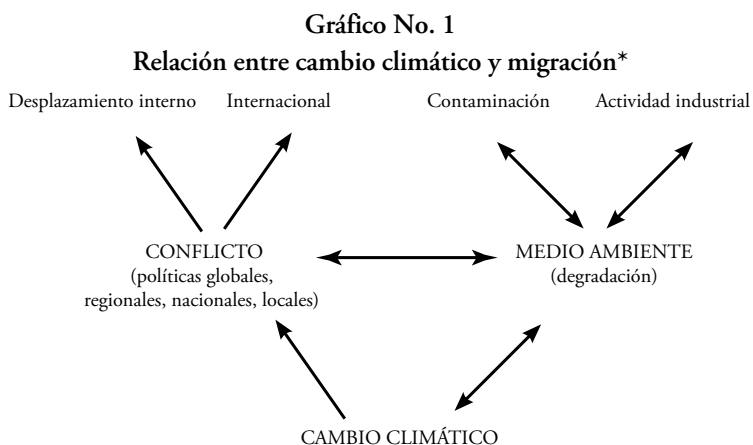 Gráfico No. 1
Relación entre cambio climático y migración*
Desplazamiento interno Internacional Contaminación Actividad industrial
CONFLICTO MEDIO AMBIENTE
(políticas globales, (degradación)
regionales, nacionales, locales)
CAMBIO CLIMÁTICO